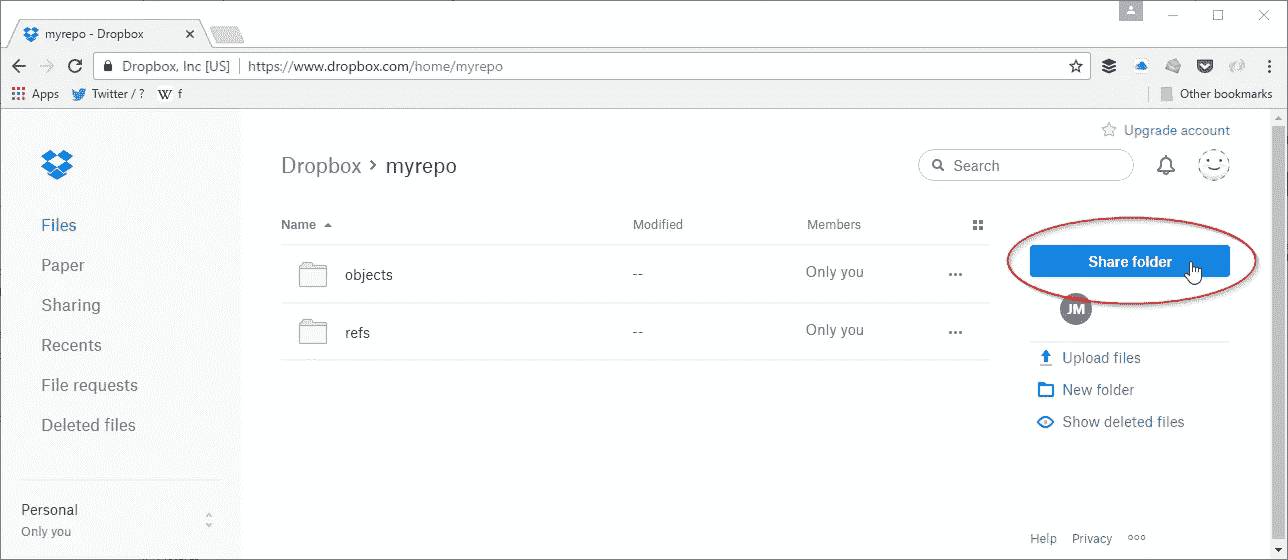 myrepo - Dropbox
Dropbox, Inc [US] https://www.dropbox.com/home/myrepo
Apps Twitter / ? W f Other bookmarks
Upgrade account
Dropbox > myrepo Search
Files
Paper
Sharing
Recents
File requests
Deleted files
Personal
Only you
Name Modified Members
objects -- Only you
refs -- Only you
Share folder
JM
Upload files
New folder
Show deleted files
Help Privacy